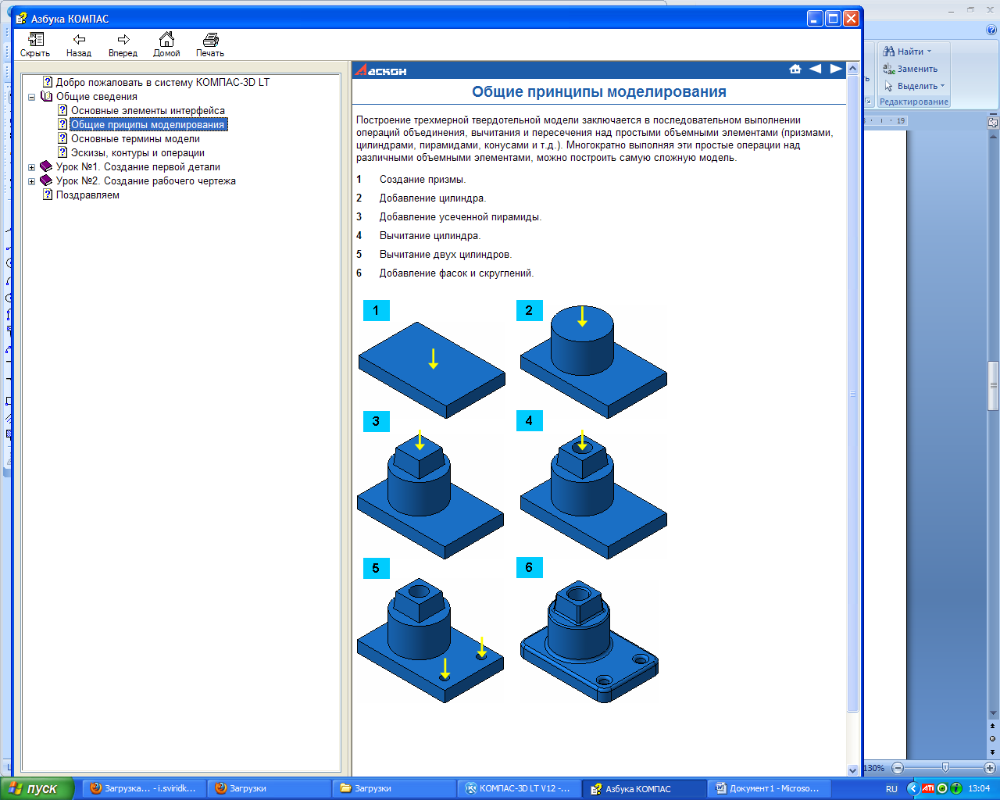 Азбука КОМПАС
Скрыть Назад Вперед Домой Печать
Добро пожаловать в систему КОМПАС-3D LT
Общие сведения
Основные элементы интерфейса
Общие приципы моделирования
Основные термины модели
Эскизы, контуры и операции
Урок №1. Создание первой детали
Урок №2. Создание рабочего чертежа
Поздравляем
Аскон
Общие принципы моделирования
Построение трехмерной твердотельной модели заключается в последовательном выполнении
операций объединения, вычитания и пересечения над простыми объемными элементами (призмами,
цилиндрами, пирамидами, конусами и т.д.). Многократно выполняя эти простые операции над
различными объемными элементами, можно построить самую сложную модель.
1 Создание призмы.
2 Добавление цилиндра.
3 Добавление усеченной пирамиды.
4 Вычитание цилиндра.
5 Вычитание двух цилиндров.
6 Добавление фасок и скруглений.
1 2
3 4
5 6
Найти
Заменить
Выделить
Редактирование
19
130%
пуск
Загрузка... - i.sviridk...
Загрузки
Загрузки
КОМПАС-3D LT V12 -...
Азбука КОМПАС
Документ1 - Microso...
RU
ATI
13:04